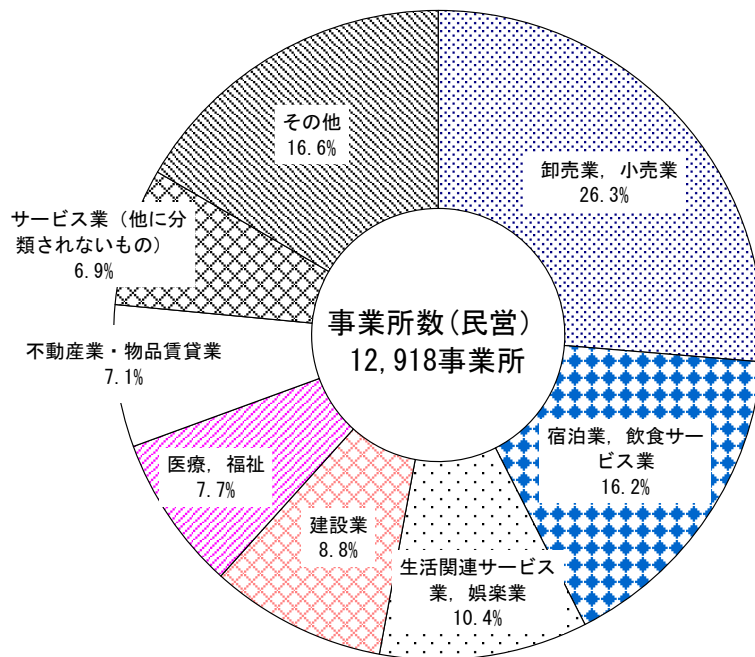 その他
16.6%
卸売業，小売業
26.3%
サービス業（他に分
類されないもの）
6.9%
事業所数(民営)
12,918事業所
不動産業・物品賃貸業
7.1%
宿泊業，飲食サー
ビス業
16.2%
医療，福祉
7.7%
建設業
8.8%
生活関連サービス
業，娯楽業
10.4%